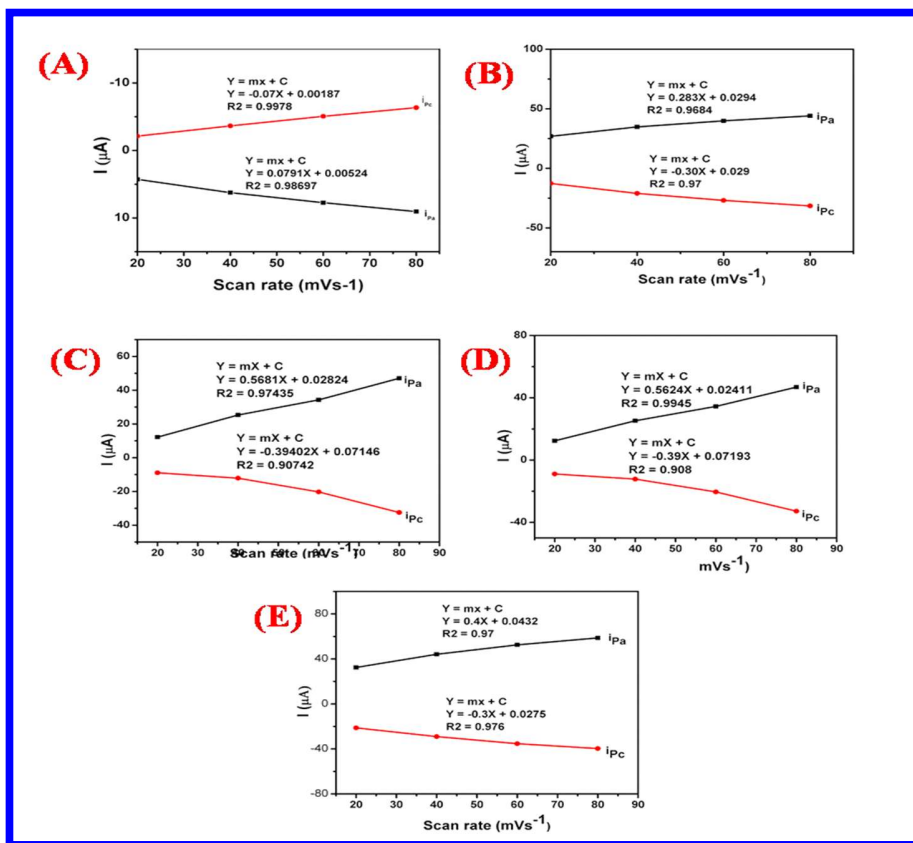 (A)
-10
0
10
I (μA)
Y = mx + C
Y = -0.07X + 0.00187
R2 = 0.9978
iPc
Y = mx + C
Y = 0.0791X + 0.00524
R2 = 0.98697
iPa
20 30 40 50 60 70 80
Scan rate (mVs-1)
(B)
100
50
0
-50
I (μA)
Y = mx + C
Y = 0.283X + 0.0294
R2 = 0.9684
iPa
Y = mx + C
Y = -0.30X + 0.029
R2 = 0.97
iPc
20 40 60 80
Scan rate (mVs-1)
(C)
60
40
20
0
-20
-40
I (μA)
Y = mX + C
Y = 0.5681X + 0.02824
R2 = 0.97435
iPa
Y = mX + C
Y = -0.39402X + 0.07146
R2 = 0.90742
iPc
20 30 40 50 60 70 80 90
Scan rate (mVs-1)
(D)
80
40
0
-40
I (μA)
Y = mX + C
Y = 0.5624X + 0.02411
R2 = 0.9945
iPa
Y = mX + C
Y = -0.39X + 0.07193
R2 = 0.908
iPc
20 30 40 50 60 70 80 90
mVs-1)
(E)
80
40
0
-40
-80
I (μA)
Y = mx + C
Y = 0.4X + 0.0432
R2 = 0.97
iPa
Y = mx + C
Y = -0.3X + 0.0275
R2 = 0.976
iPc
20 30 40 50 60 70 80 90
Scan rate (mVs-1)